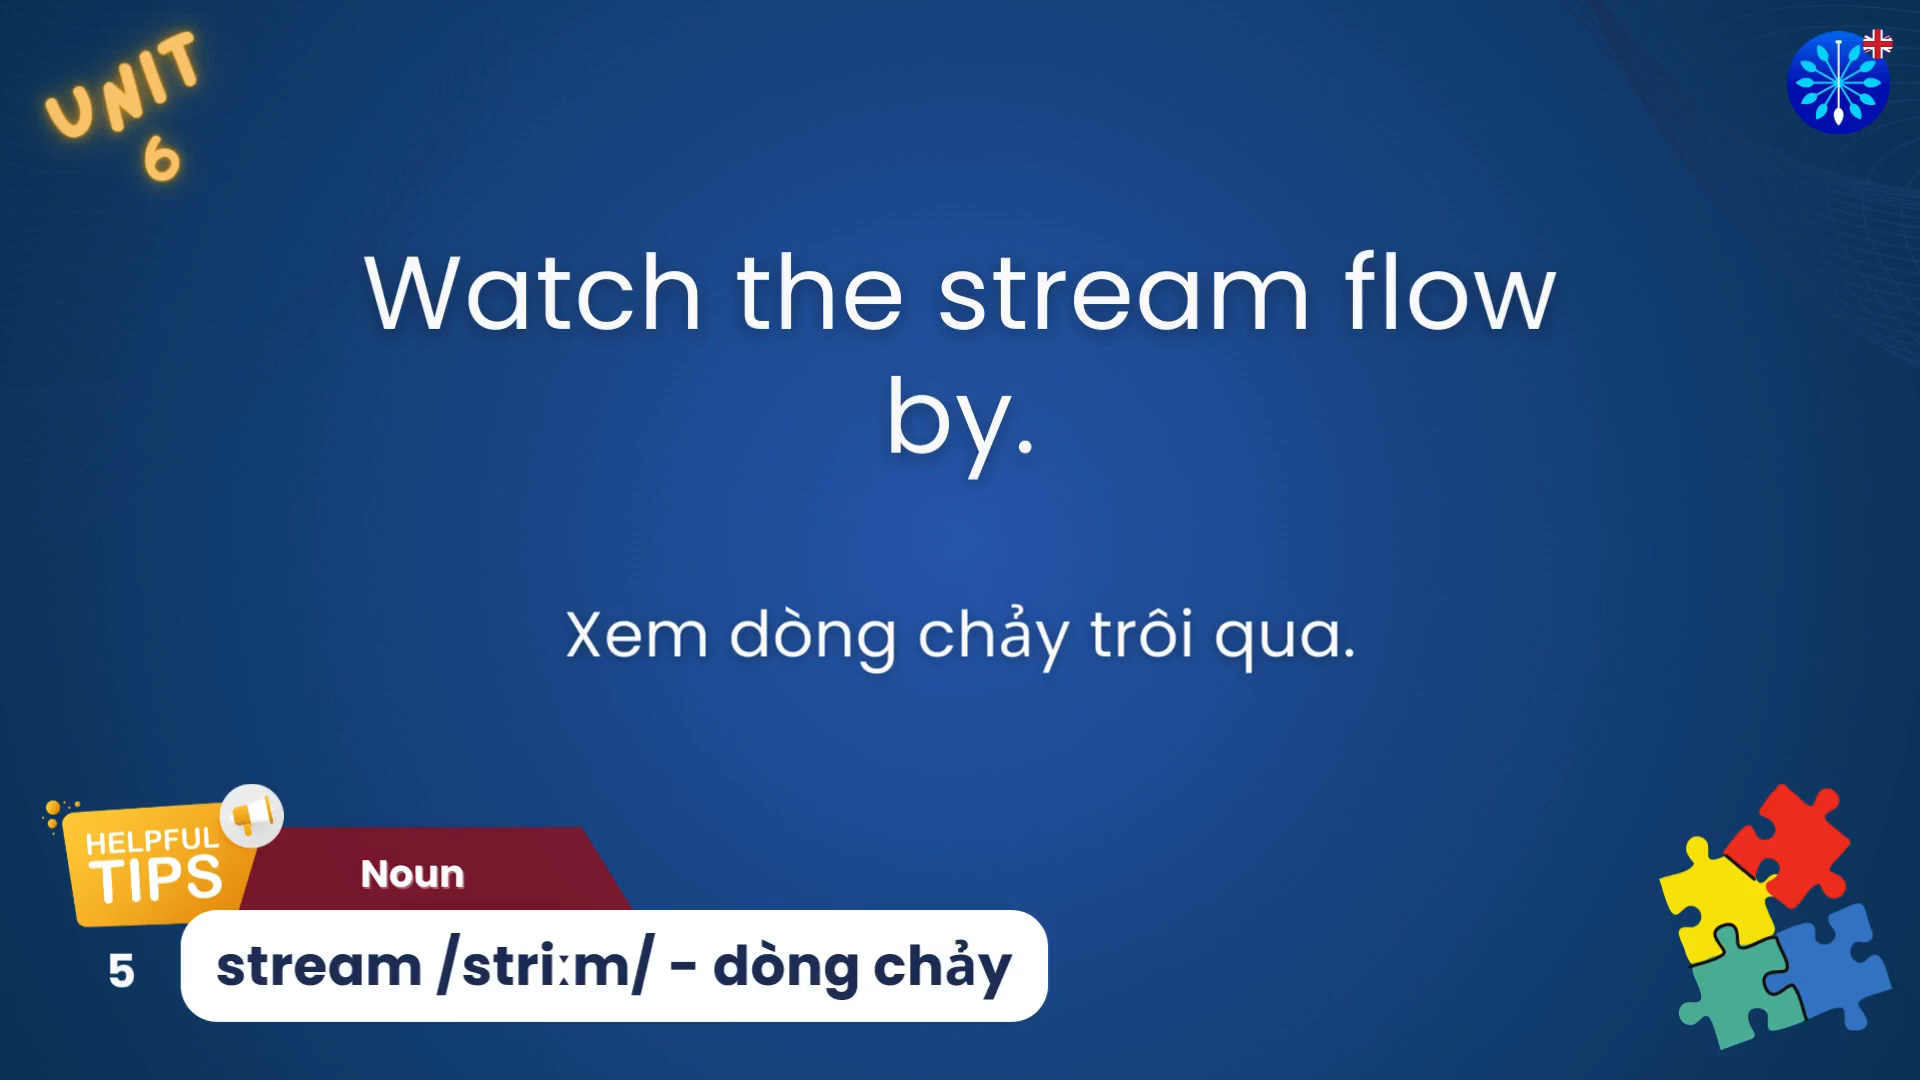 UNIT
6
Watch the stream flow
by.
Xem dòng chảy trôi qua.
HELPFUL
TIPS
Noun
5
stream /striːm/ - dòng chảy